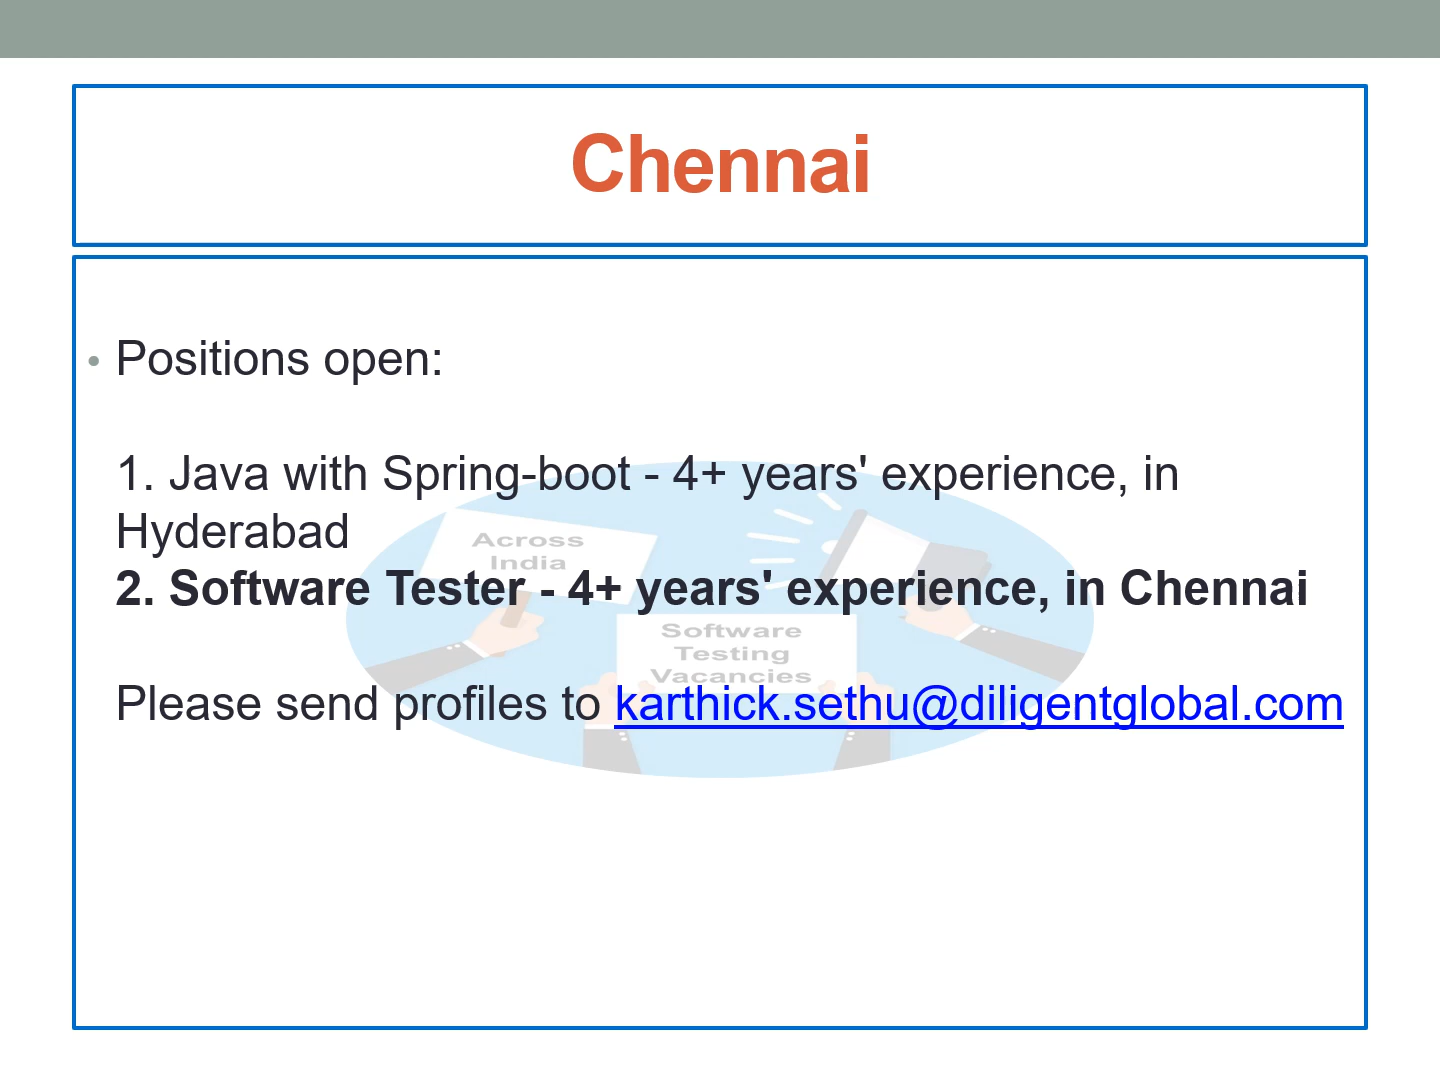 Chennai
• Positions open:
1. Java with Spring-boot - 4+ years' experience, in
Hyderabad
Across
India
2. Software Tester - 4+ years' experience, in Chennai
Software
Testing
Vacancies
Please send profiles to karthick.sethu@diligentglobal.com